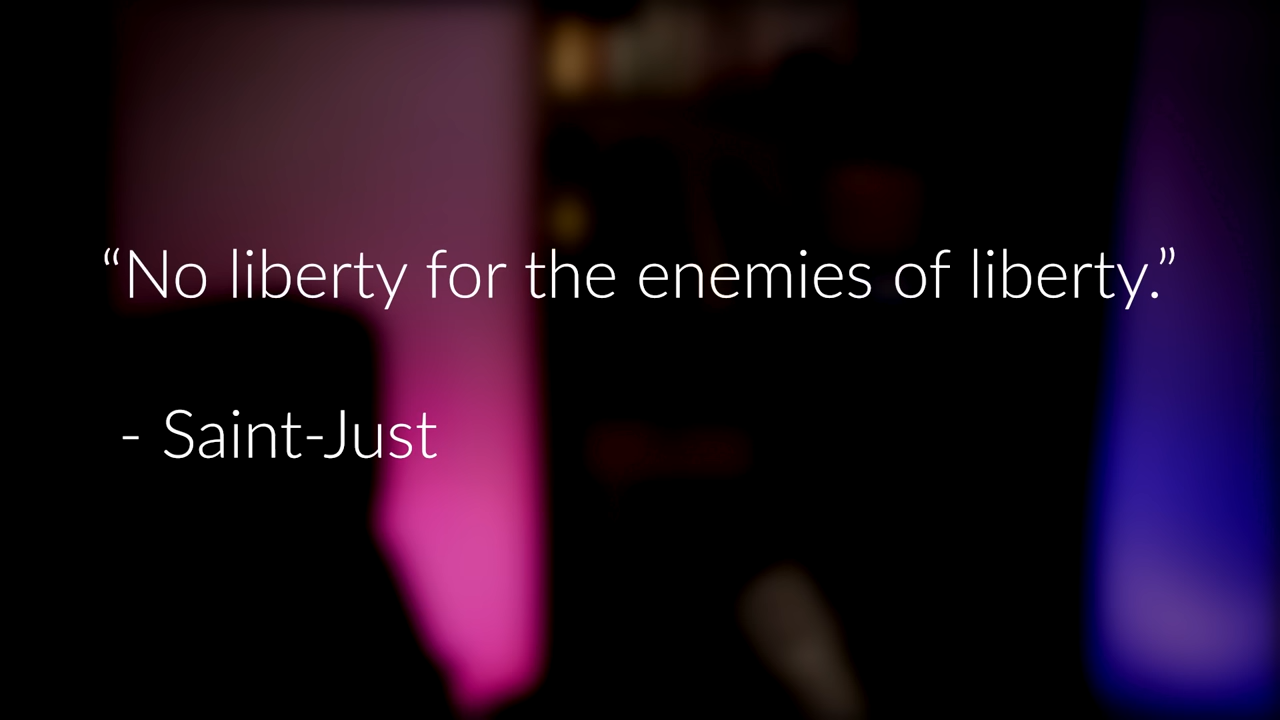 “No liberty for the enemies of liberty.”
- Saint-Just